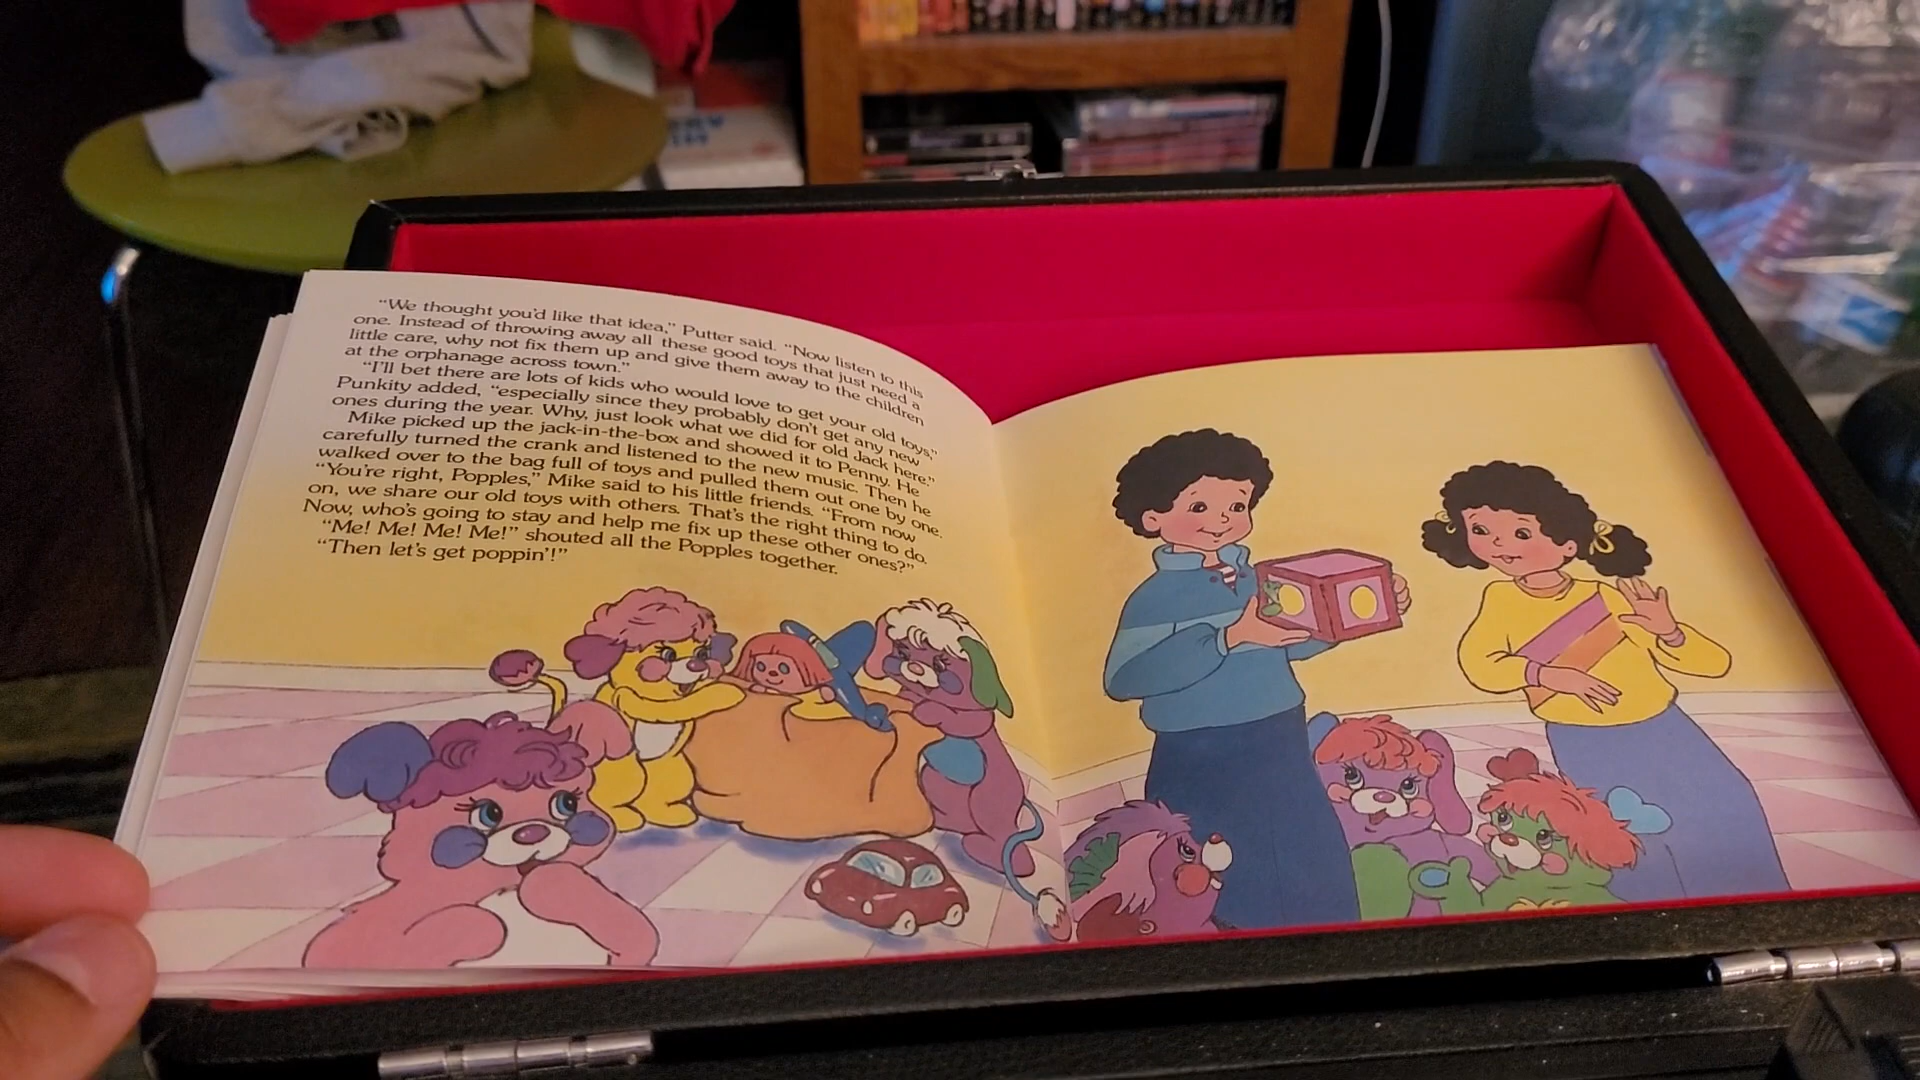 “We thought you’d like that idea,” Putter said. “Now listen to this
one. Instead of throwing away all these good toys that just need a
little care, why not fix them up and give them away to the children
at the orphanage across town.”
“I’ll bet there are lots of kids who would love to get your old toys,”
Punkity added, “especially since they probably don’t get any new
ones during the year. Why, just look what we did for old Jack here.”
Mike picked up the jack-in-the-box and showed it to Penny. He
carefully turned the crank and listened to the new music. Then he
walked over to the bag full of toys and pulled them out one by one.
“You’re right, Popples,” Mike said to his little friends. “From now
on, we share our old toys with others. That’s the right thing to do.
Now, who’s going to stay and help me fix up these other ones?”
“Me! Me! Me! Me!” shouted all the Popples together.
“Then let’s get poppin’!”